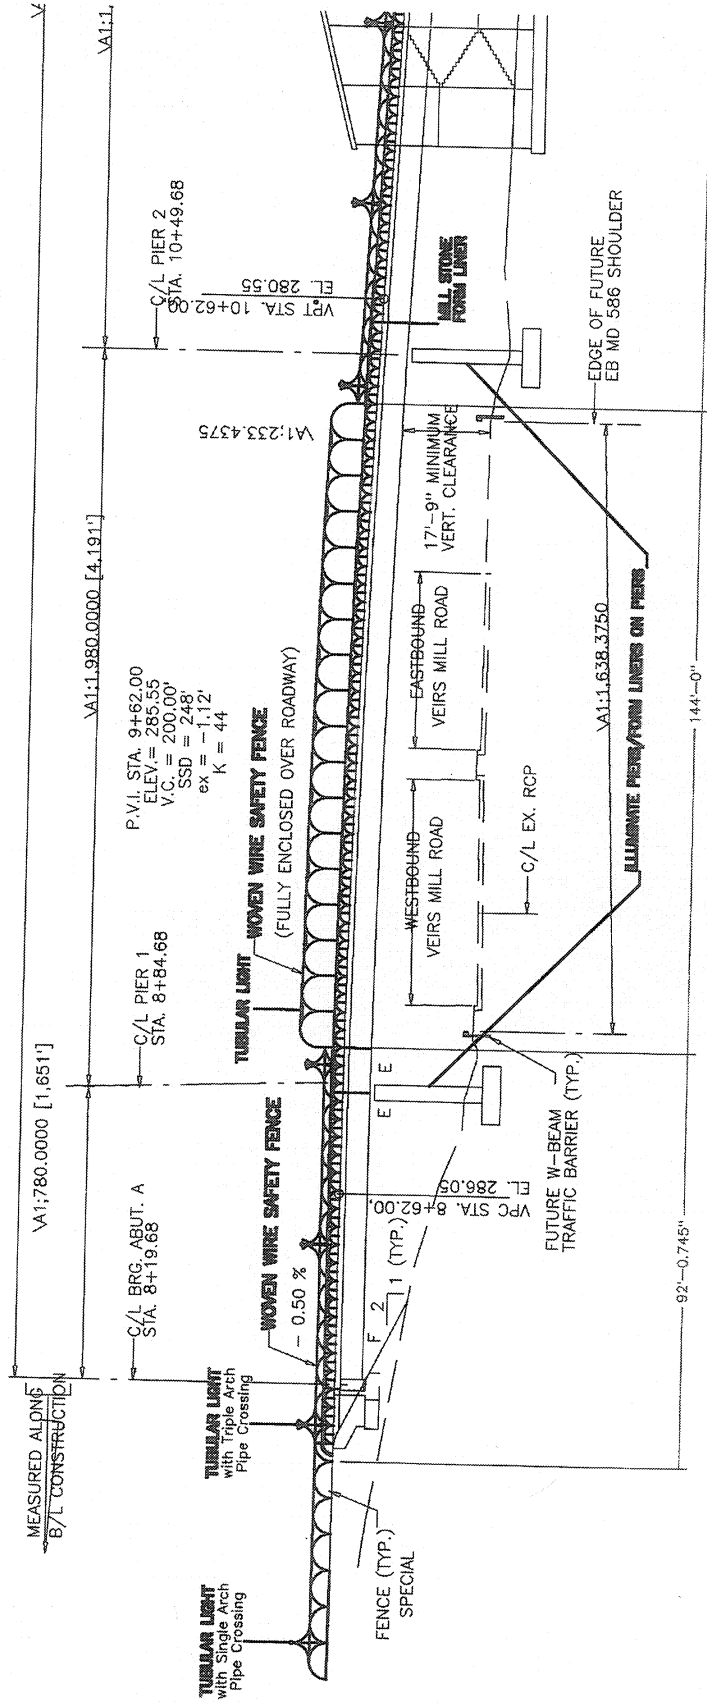 MEASURED ALONG
B/L CONSTRUCTION
\A1;780.0000 [1,651']
\A1;1,980.0000 [4,191']
\A1;1,
C/L BRG. ABUT. A
STA. 8+19.68
C/L PIER 1
STA. 8+84.68
P.V.I. STA. 9+62.00
ELEV.= 285.55
V.C. = 200.00'
SSD = 248'
ex = -1.12'
K = 44
C/L PIER 2
STA. 10+49.68
VPT STA. 10+62.00
EL. 280.55
\A1;233.4375
TUBULAR LIGHT
with Single Arch
Pipe Crossing
TUBULAR LIGHT
with Triple Arch
Pipe Crossing
WOVEN WIRE SAFETY FENCE
- 0.50 %
TUBULAR LIGHT
WOVEN WIRE SAFETY FENCE
(FULLY ENCLOSED OVER ROADWAY)
MILL STONE
FORM LINER
FENCE (TYP.)
SPECIAL
F
2
1 (TYP.)
VPC STA. 8+62.00,
EL. 286.05
E
E
WESTBOUND
VEIRS MILL ROAD
EASTBOUND
VEIRS MILL ROAD
17'-9" MINIMUM
VERT. CLEARANCE
C/L EX. RCP
FUTURE W-BEAM
TRAFFIC BARRIER (TYP.)
EDGE OF FUTURE
EB MD 586 SHOULDER
\A1;1,638.3750
ILLUMINATE PIERS/FORM LINERS ON PIERS
92'-0.745"
144'-0"